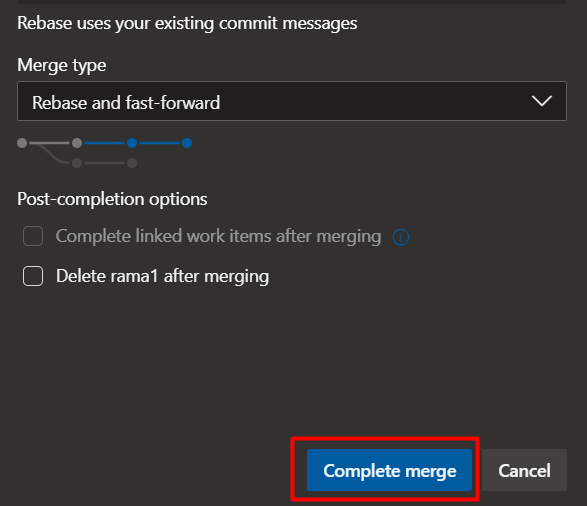 Rebase uses your existing commit messages
Merge type
Rebase and fast-forward
Post-completion options
Complete linked work items after merging
Delete rama1 after merging
Complete merge
Cancel